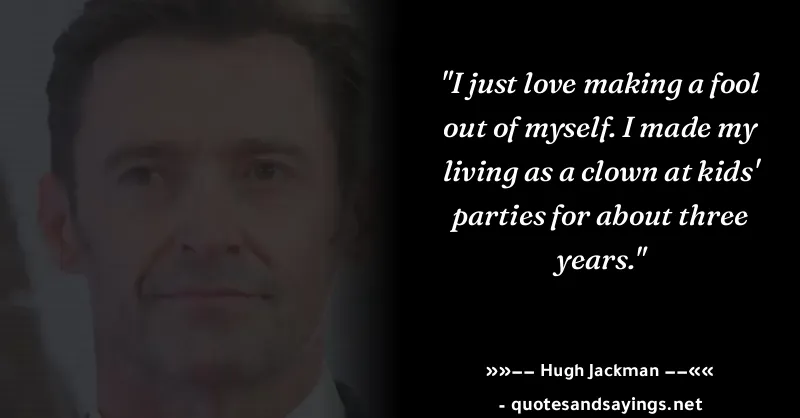 "I just love making a fool
out of myself. I made my
living as a clown at kids'
parties for about three
years."
»»−− Hugh Jackman −−««
- quotesandsayings.net